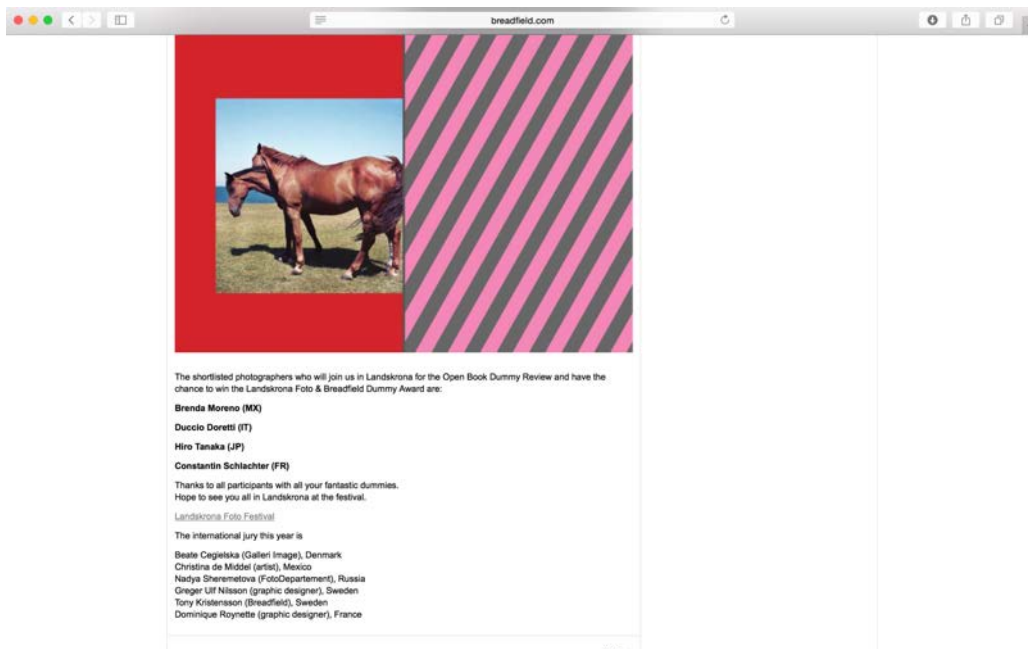 breadfield.com
The shortlisted photographers who will join us in Landskrona for the Open Book Dummy Review and have the
chance to win the Landskrona Foto & Breadfield Dummy Award are:
Brenda Moreno (MX)
Duccio Doretti (IT)
Hiro Tanaka (JP)
Constantin Schlachter (FR)
Thanks to all participants with all your fantastic dummies.
Hope to see you all in Landskrona at the festival.
Landskrona Foto Festival
The international jury this year is
Beate Cegielska (Galleri Image), Denmark
Christina de Middel (artist), Mexico
Nadya Sheremetova (FotoDepartement), Russia
Greger Ulf Nilsson (graphic designer), Sweden
Tony Kristensson (Breadfield), Sweden
Dominique Roynette (graphic designer), France